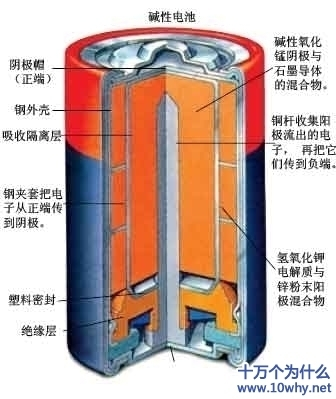 碱性电池
阴极帽
（正端）
钢外壳
吸收隔离层
钢夹套把电
子从正端传
到阴极。
塑料密封
绝缘层
碱性氧化
锰阴极与
石墨导体
的混合物。
铜杆收集阳
极流出的电
子， 再把它
们传到负端。
氢氧化钾
电解质与
锌粉末阳
极混合物
十万个为什么
www.10why.net